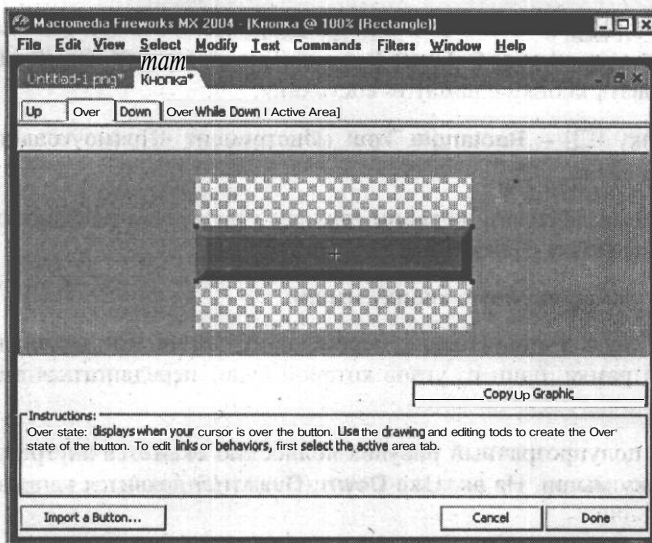 Macromedia Fireworks MX 2004 - [Кнопка @ 100% (Rectangle)]
File Edit View Select Modify Text Commands Filters Window Help
mam
Untitled-1.png* Кнопка*
Up Over Down Over While Down I Active Area]
Copy Up Graphic
Instructions:
Over state: displays when your cursor is over the button. Use the drawing and editing tods to create the Over
state of the button. To edit links or behaviors, first select the active area tab.
Import a Button...
Cancel
Done